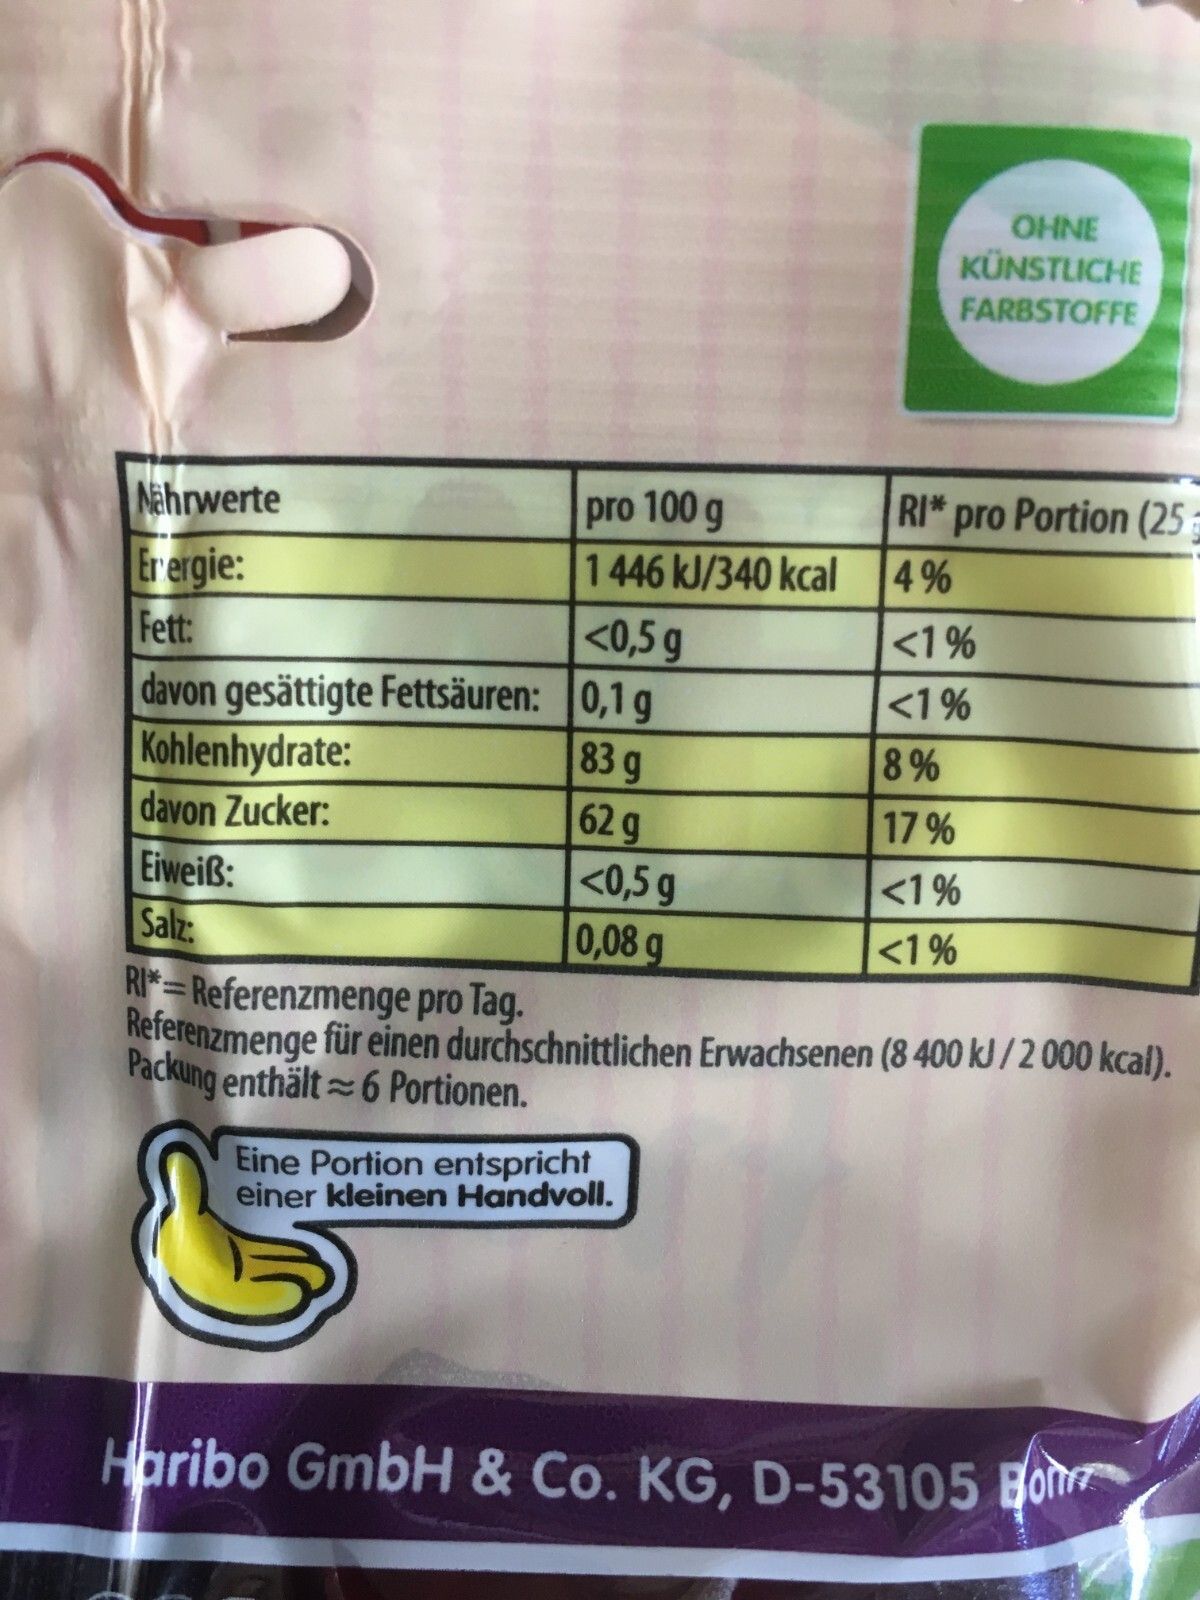 OHNE
KÜNSTLICHE
FARBSTOFFE
Nährwerte pro 100 g RI* pro Portion (25 g
Energie: 1 446 kJ/340 kcal 4 %
Fett: <0,5 g <1 %
davon gesättigte Fettsäuren: 0,1 g <1 %
Kohlenhydrate: 83 g 8 %
davon Zucker: 62 g 17 %
Eiweiß: <0,5 g <1 %
Salz: 0,08 g <1 %
RI*= Referenzmenge pro Tag.
Referenzmenge für einen durchschnittlichen Erwachsenen (8 400 kJ / 2 000 kcal).
Packung enthält ≈ 6 Portionen.
Eine Portion entspricht
einer kleinen Handvoll.
Haribo GmbH & Co. KG, D-53105 Bonn